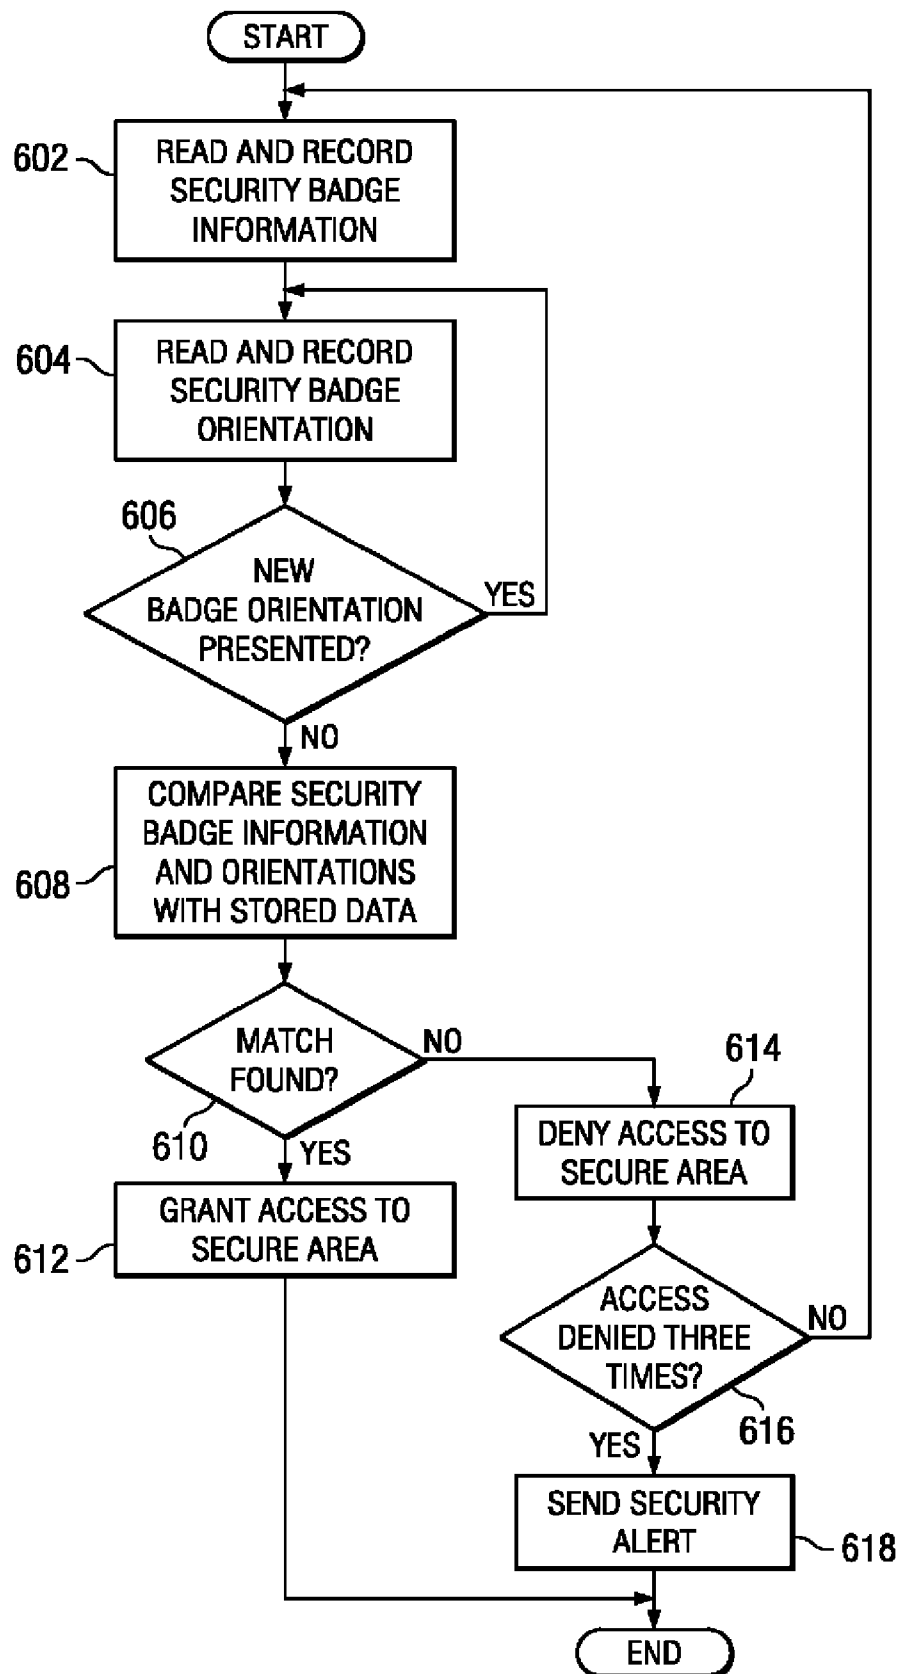 START
602
READ AND RECORD
SECURITY BADGE
INFORMATION
604
READ AND RECORD
SECURITY BADGE
ORIENTATION
606
NEW
BADGE ORIENTATION
PRESENTED?
YES
NO
608
COMPARE SECURITY
BADGE INFORMATION
AND ORIENTATIONS
WITH STORED DATA
MATCH
FOUND?
NO
610
YES
614
DENY ACCESS TO
SECURE AREA
612
GRANT ACCESS TO
SECURE AREA
ACCESS
DENIED THREE
TIMES?
NO
616
YES
SEND SECURITY
ALERT
618
END